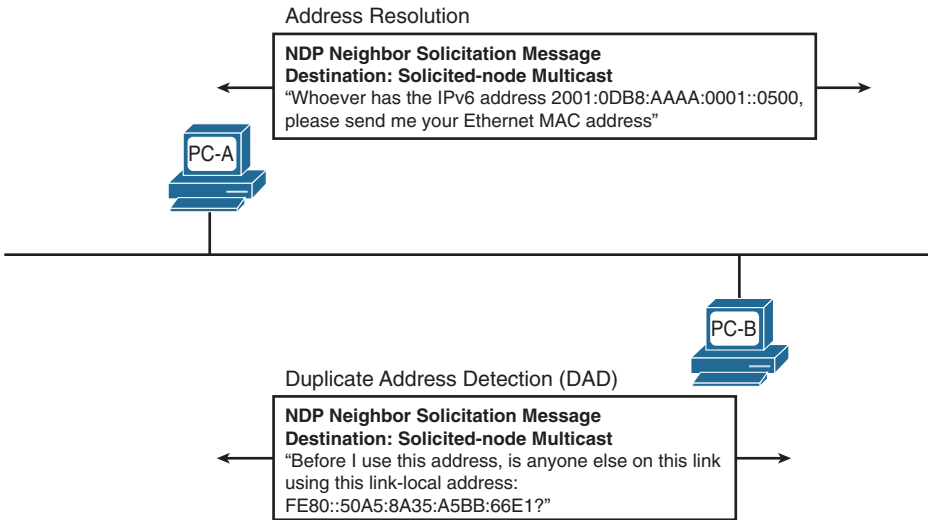 Address Resolution
NDP Neighbor Solicitation Message
Destination: Solicited-node Multicast
“Whoever has the IPv6 address 2001:0DB8:AAAA:0001::0500,
please send me your Ethernet MAC address”
PC-A
PC-B
Duplicate Address Detection (DAD)
NDP Neighbor Solicitation Message
Destination: Solicited-node Multicast
“Before I use this address, is anyone else on this link
using this link-local address:
FE80::50A5:8A35:A5BB:66E1?”